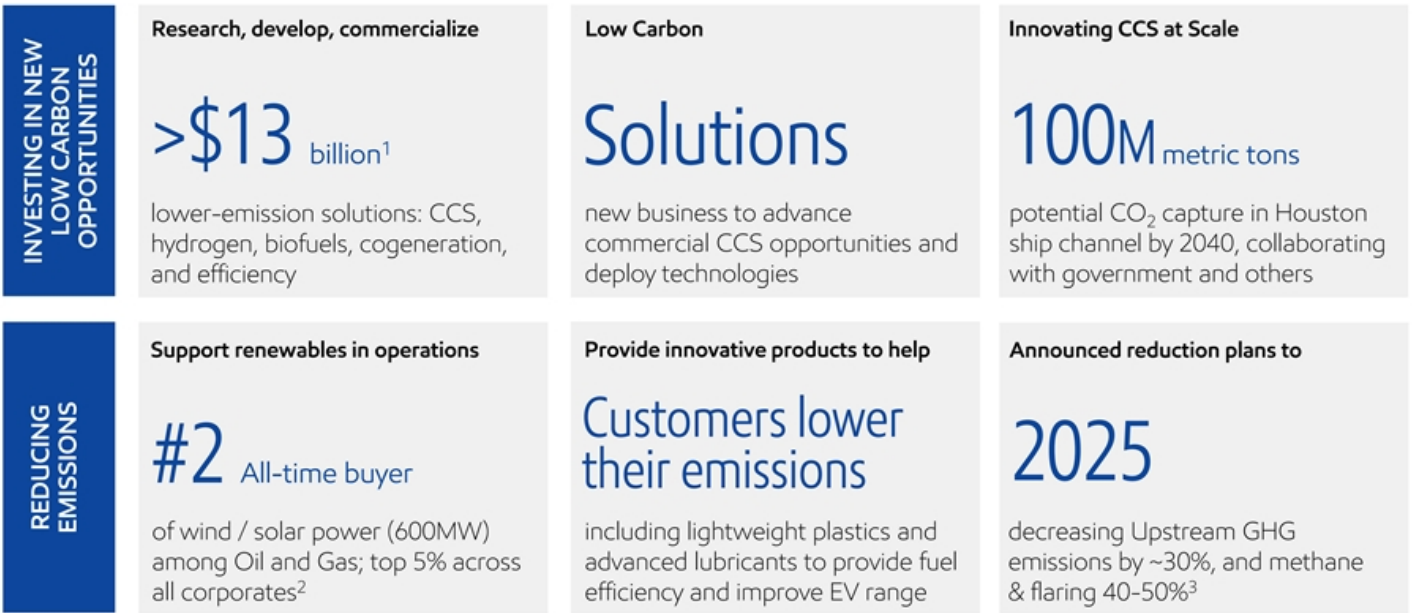 INVESTING IN NEW
LOW CARBON
OPPORTUNITIES
Research, develop, commercialize
>$13 billion¹
lower-emission solutions: CCS,
hydrogen, biofuels, cogeneration,
and efficiency
Low Carbon
Solutions
new business to advance
commercial CCS opportunities and
deploy technologies
Innovating CCS at Scale
100M metric tons
potential CO₂ capture in Houston
ship channel by 2040, collaborating
with government and others
REDUCING
EMISSIONS
Support renewables in operations
#2 All-time buyer
of wind / solar power (600MW)
among Oil and Gas; top 5% across
all corporates²
Provide innovative products to help
Customers lower
their emissions
including lightweight plastics and
advanced lubricants to provide fuel
efficiency and improve EV range
Announced reduction plans to
2025
decreasing Upstream GHG
emissions by ~30%, and methane
& flaring 40-50%³